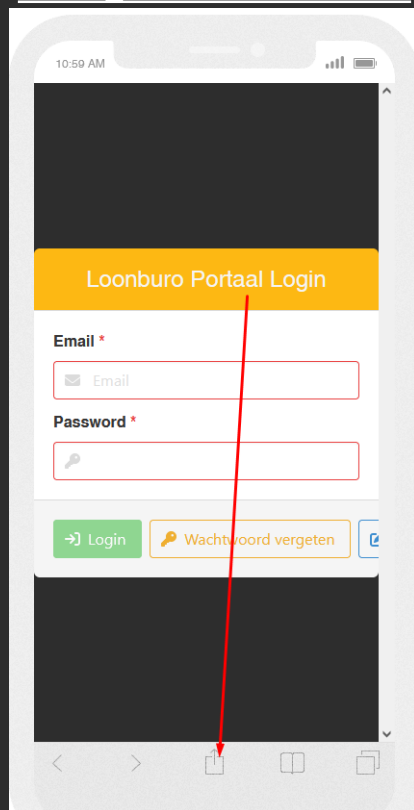 10:59 AM
Loonburo Portaal Login
Email *
Email
Password *
Login
Wachtwoord vergeten